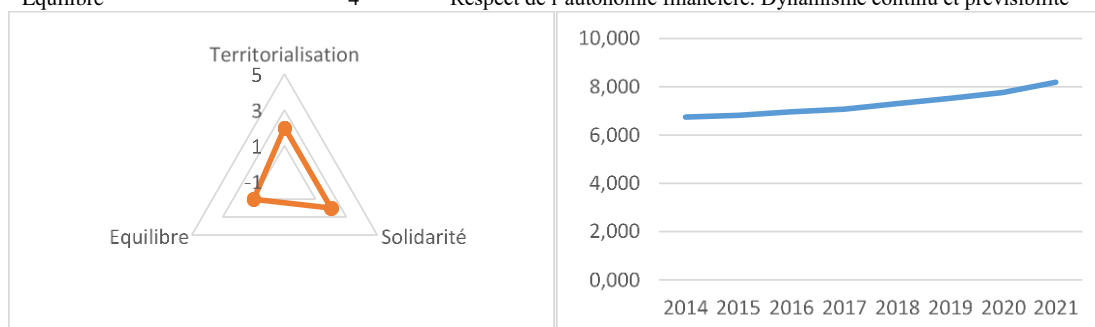 Equilibre 4 Respect de l'autonomie financière. Dynamisme continu et prévisibilité
Territorialisation
5
3
1
-1
Equilibre
Solidarité
10,000
8,000
6,000
4,000
2,000
0,000
2014 2015 2016 2017 2018 2019 2020 2021